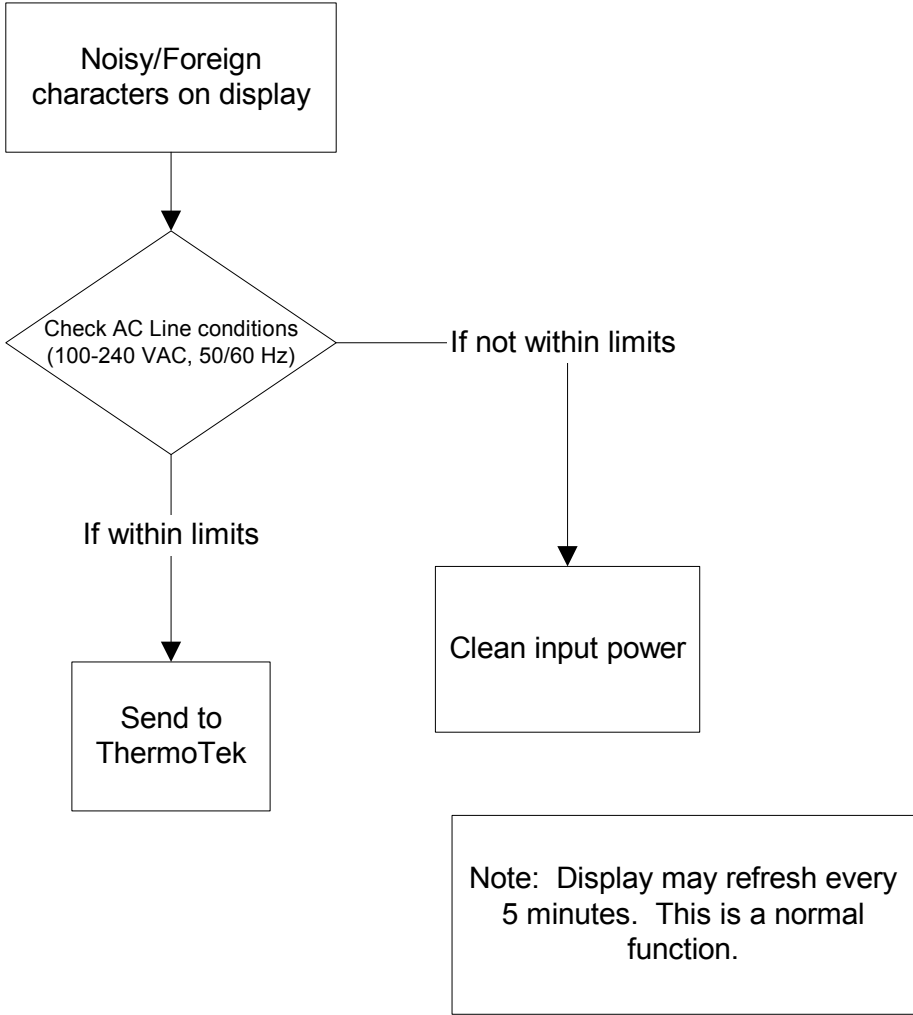 Noisy/Foreign
characters on display
Check AC Line conditions
(100-240 VAC, 50/60 Hz)
If not within limits
If within limits
Clean input power
Send to
ThermoTek
Note:  Display may refresh every
5 minutes.  This is a normal
function.